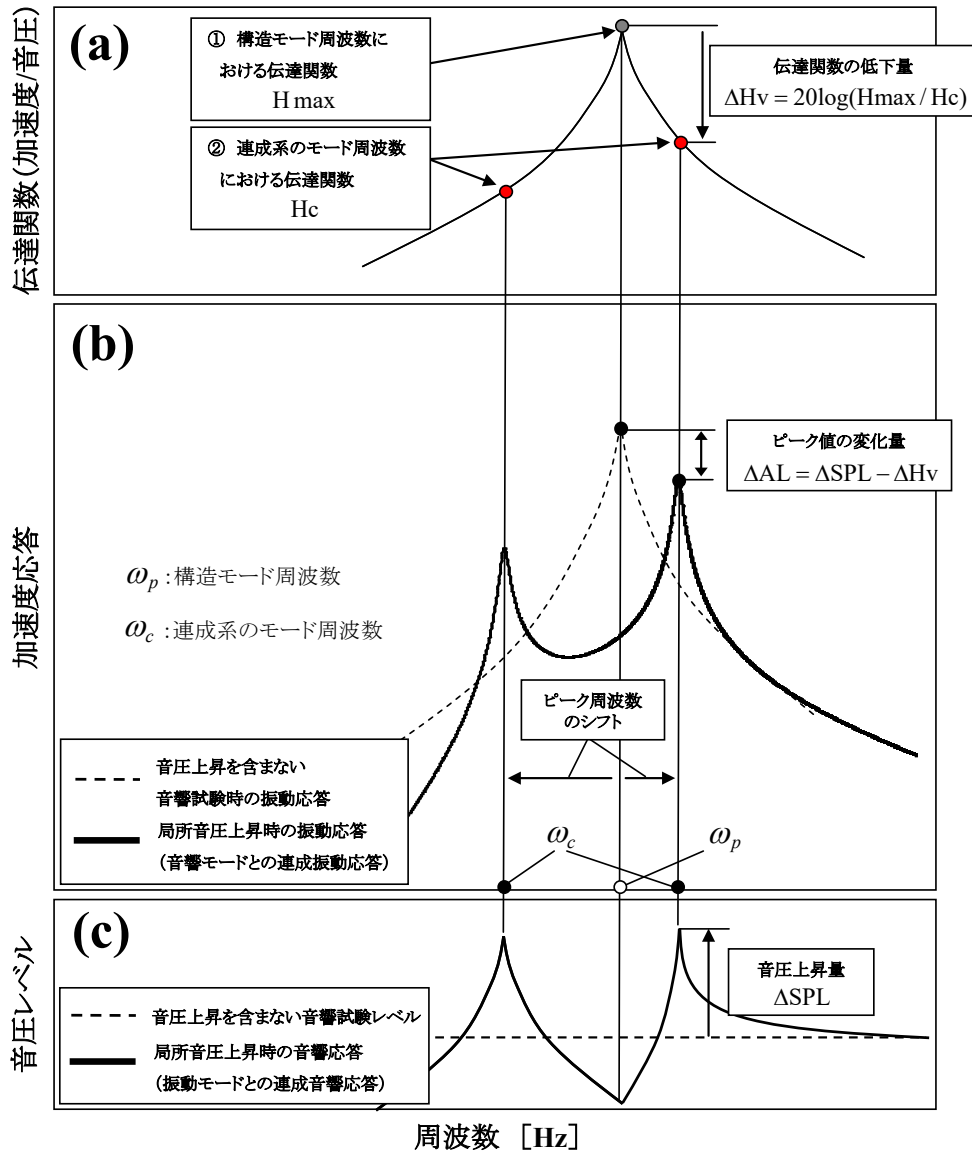 伝達関数(加速度/音圧)
(a)
① 構造モード周波数に
おける伝達関数
H max
② 連成系のモード周波数
における伝達関数
Hc
伝達関数の低下量
ΔHv = 20log(Hmax / Hc)
加速度応答
(b)
ピーク値の変化量
ΔAL = ΔSPL − ΔHv
ωp : 構造モード周波数
ωc : 連成系のモード周波数
ピーク周波数
のシフト
音圧上昇を含まない
音響試験時の振動応答
局所音圧上昇時の振動応答
(音響モードとの連成振動応答)
ωc
ωp
音圧レベル
(c)
音圧上昇量
ΔSPL
音圧上昇を含まない音響試験レベル
局所音圧上昇時の音響応答
(振動モードとの連成音響応答)
周波数 [Hz]